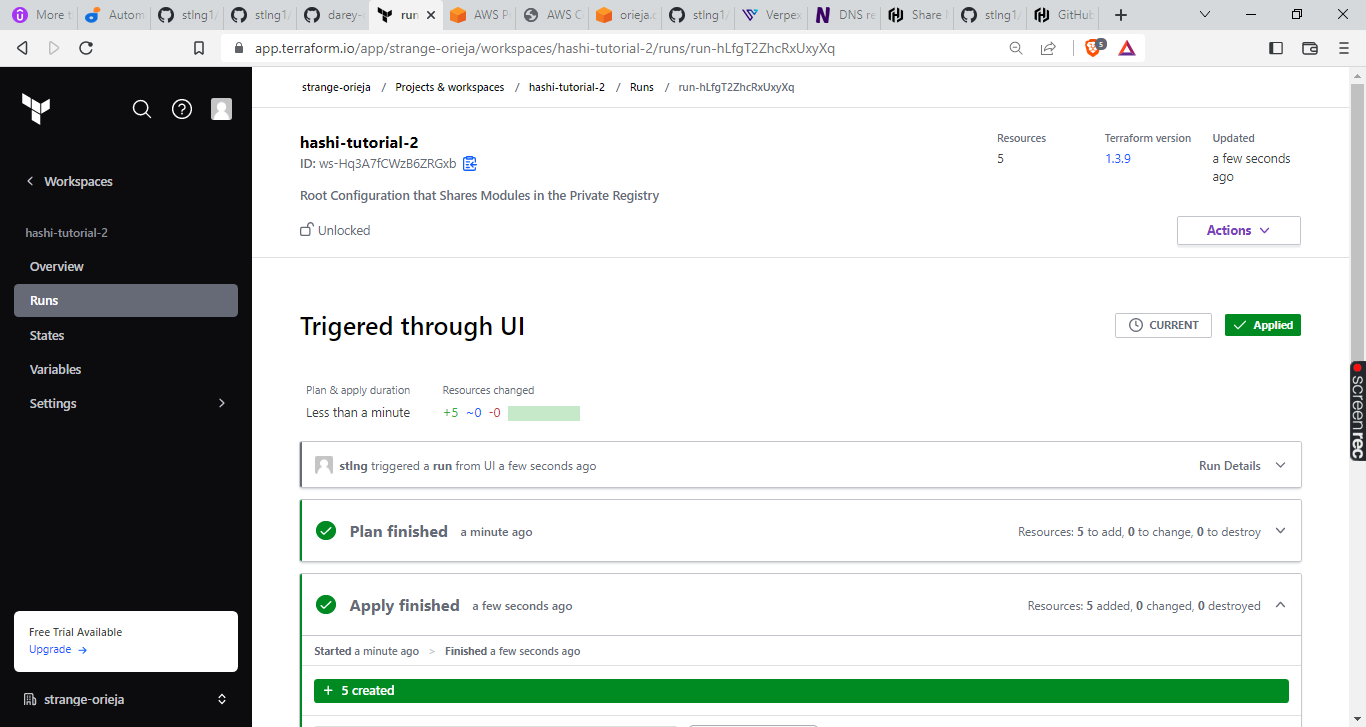 More t
Autom
stlng1/
stlng1/
darey-
run
AWS P
AWS C
orieja.c
stlng1/
Verpex
DNS re
Share
stlng1/
GitHub
app.terraform.io/app/strange-orieja/workspaces/hashi-tutorial-2/runs/run-hLfgT2ZhcRxUxyXq
5
strange-orieja / Projects & workspaces / hashi-tutorial-2 / Runs / run-hLfgT2ZhcRxUxyXq
Workspaces
hashi-tutorial-2
Overview
Runs
States
Variables
Settings
Free Trial Available
Upgrade →
strange-orieja
hashi-tutorial-2
ID: ws-Hq3A7fCWzB6ZRGxb
Root Configuration that Shares Modules in the Private Registry
Unlocked
Resources
5
Terraform version
1.3.9
Updated
a few seconds
ago
Actions
Trigered through UI
CURRENT
Applied
Plan & apply duration
Less than a minute
Resources changed
+5 ~0 -0
stlng triggered a run from UI a few seconds ago
Run Details
Plan finished a minute ago
Resources: 5 to add, 0 to change, 0 to destroy
Apply finished a few seconds ago
Resources: 5 added, 0 changed, 0 destroyed
Started a minute ago > Finished a few seconds ago
+ 5 created
screenrec